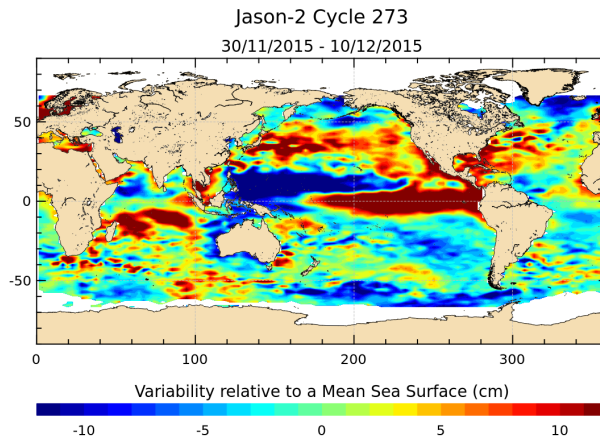 Jason-2 Cycle 273
30/11/2015 - 10/12/2015
50
0
-50
0 100 200 300
Variability relative to a Mean Sea Surface (cm)
-10 -5 0 5 10